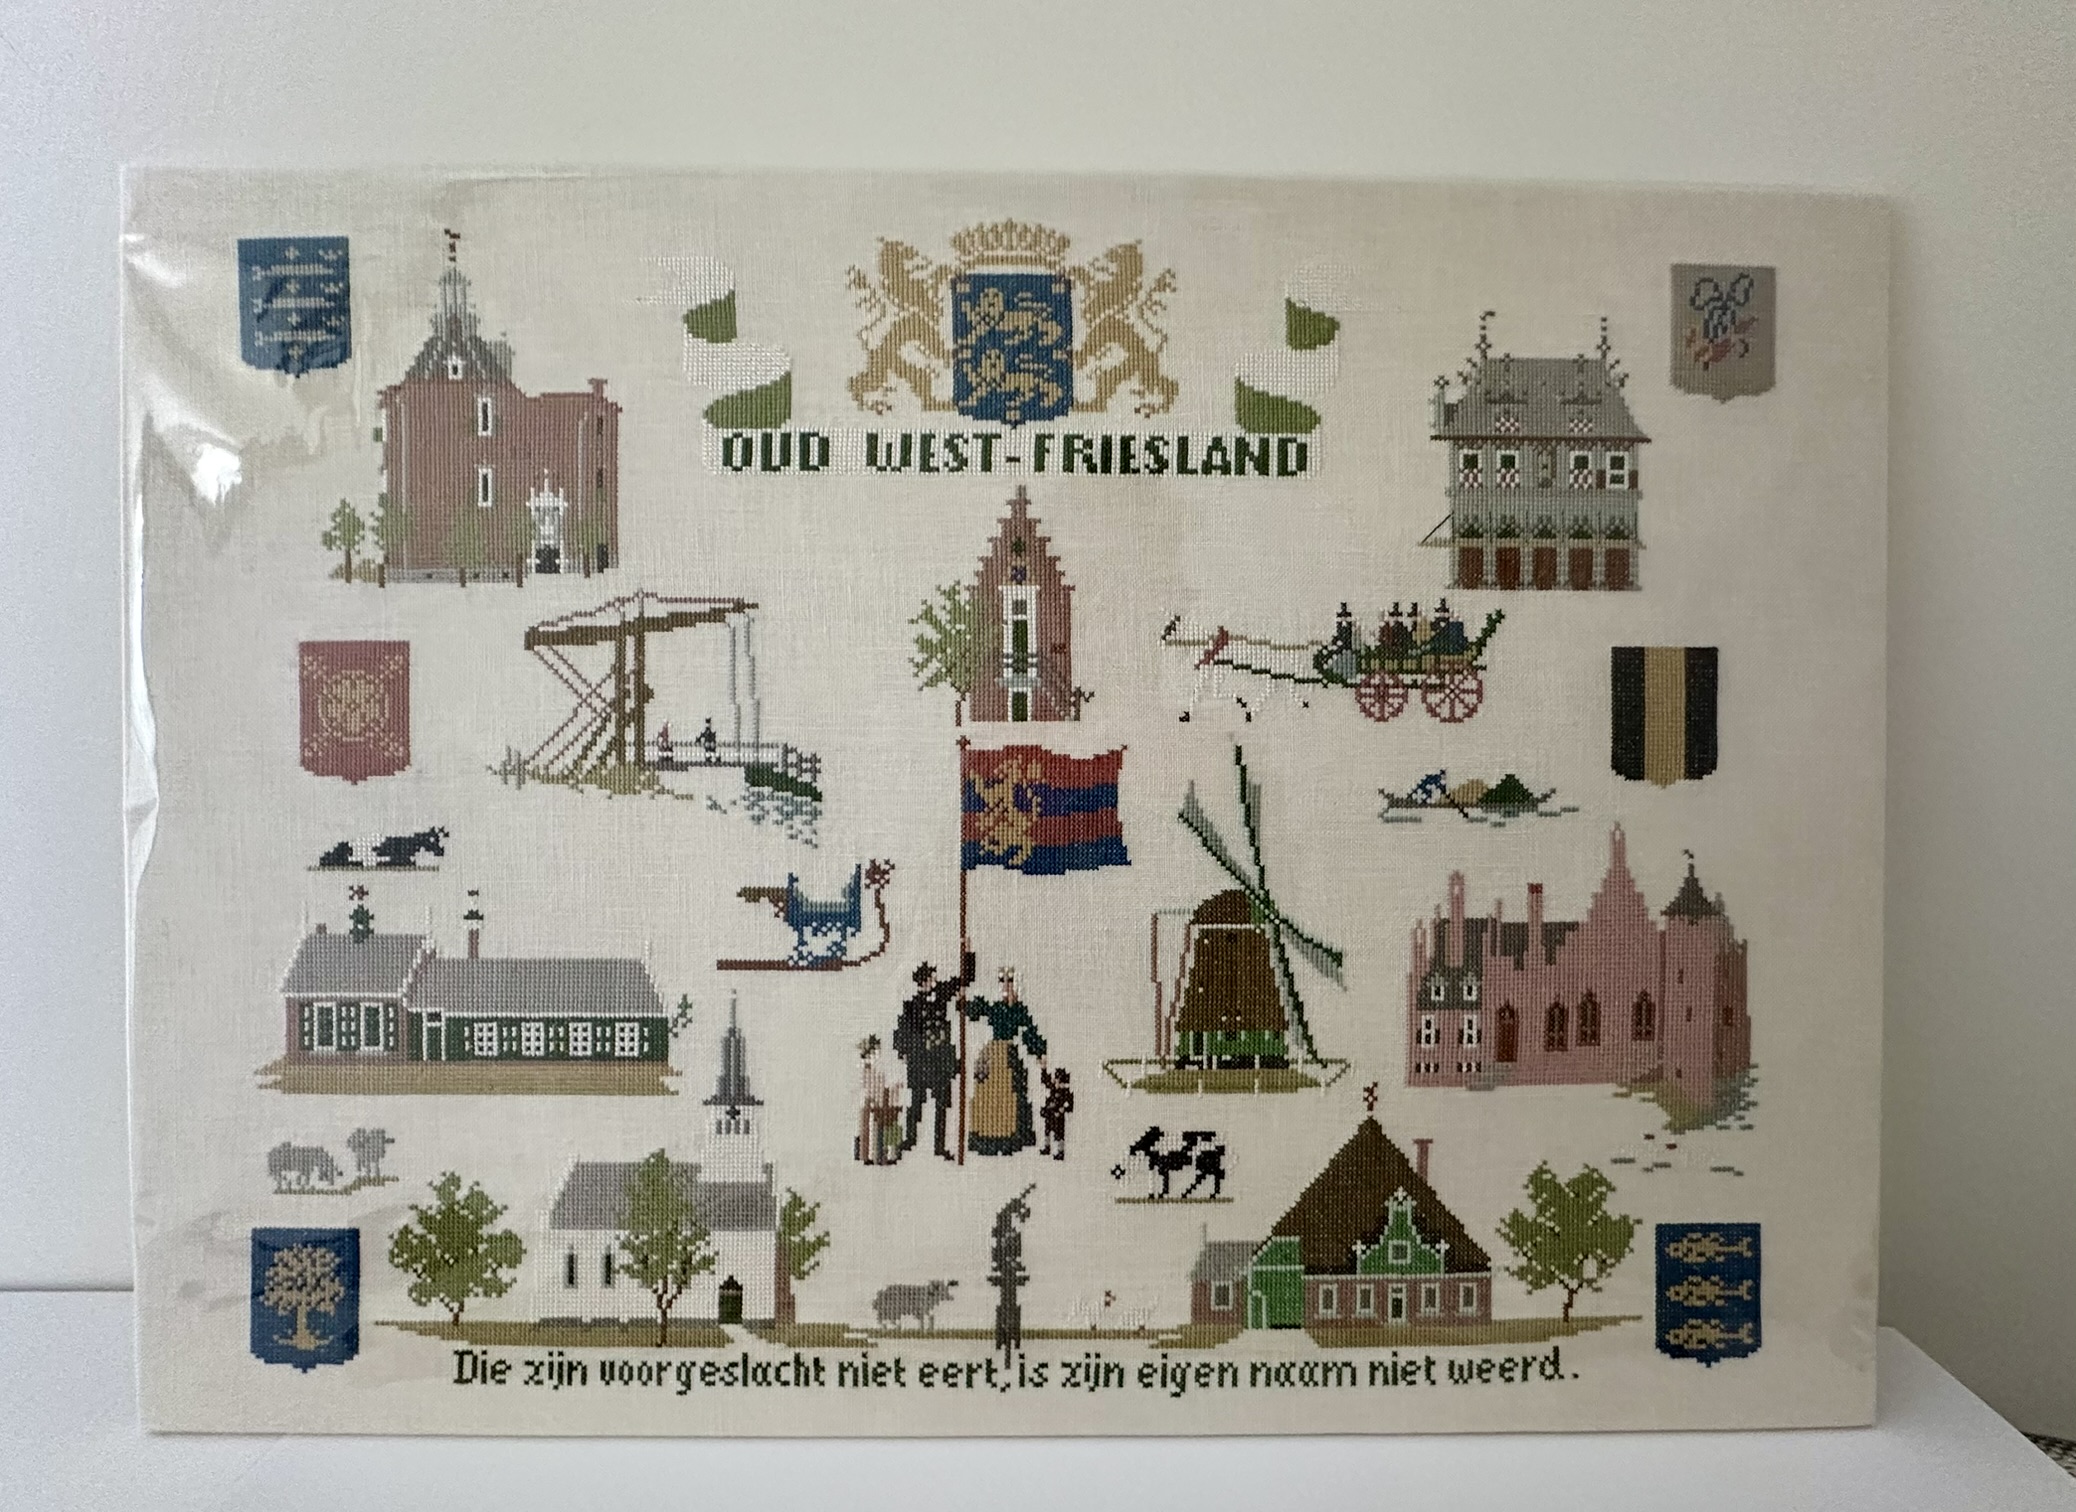 OUD WEST-FRIESLAND
Die zijn voorgeslacht niet eert, is zijn eigen naam niet weerd.